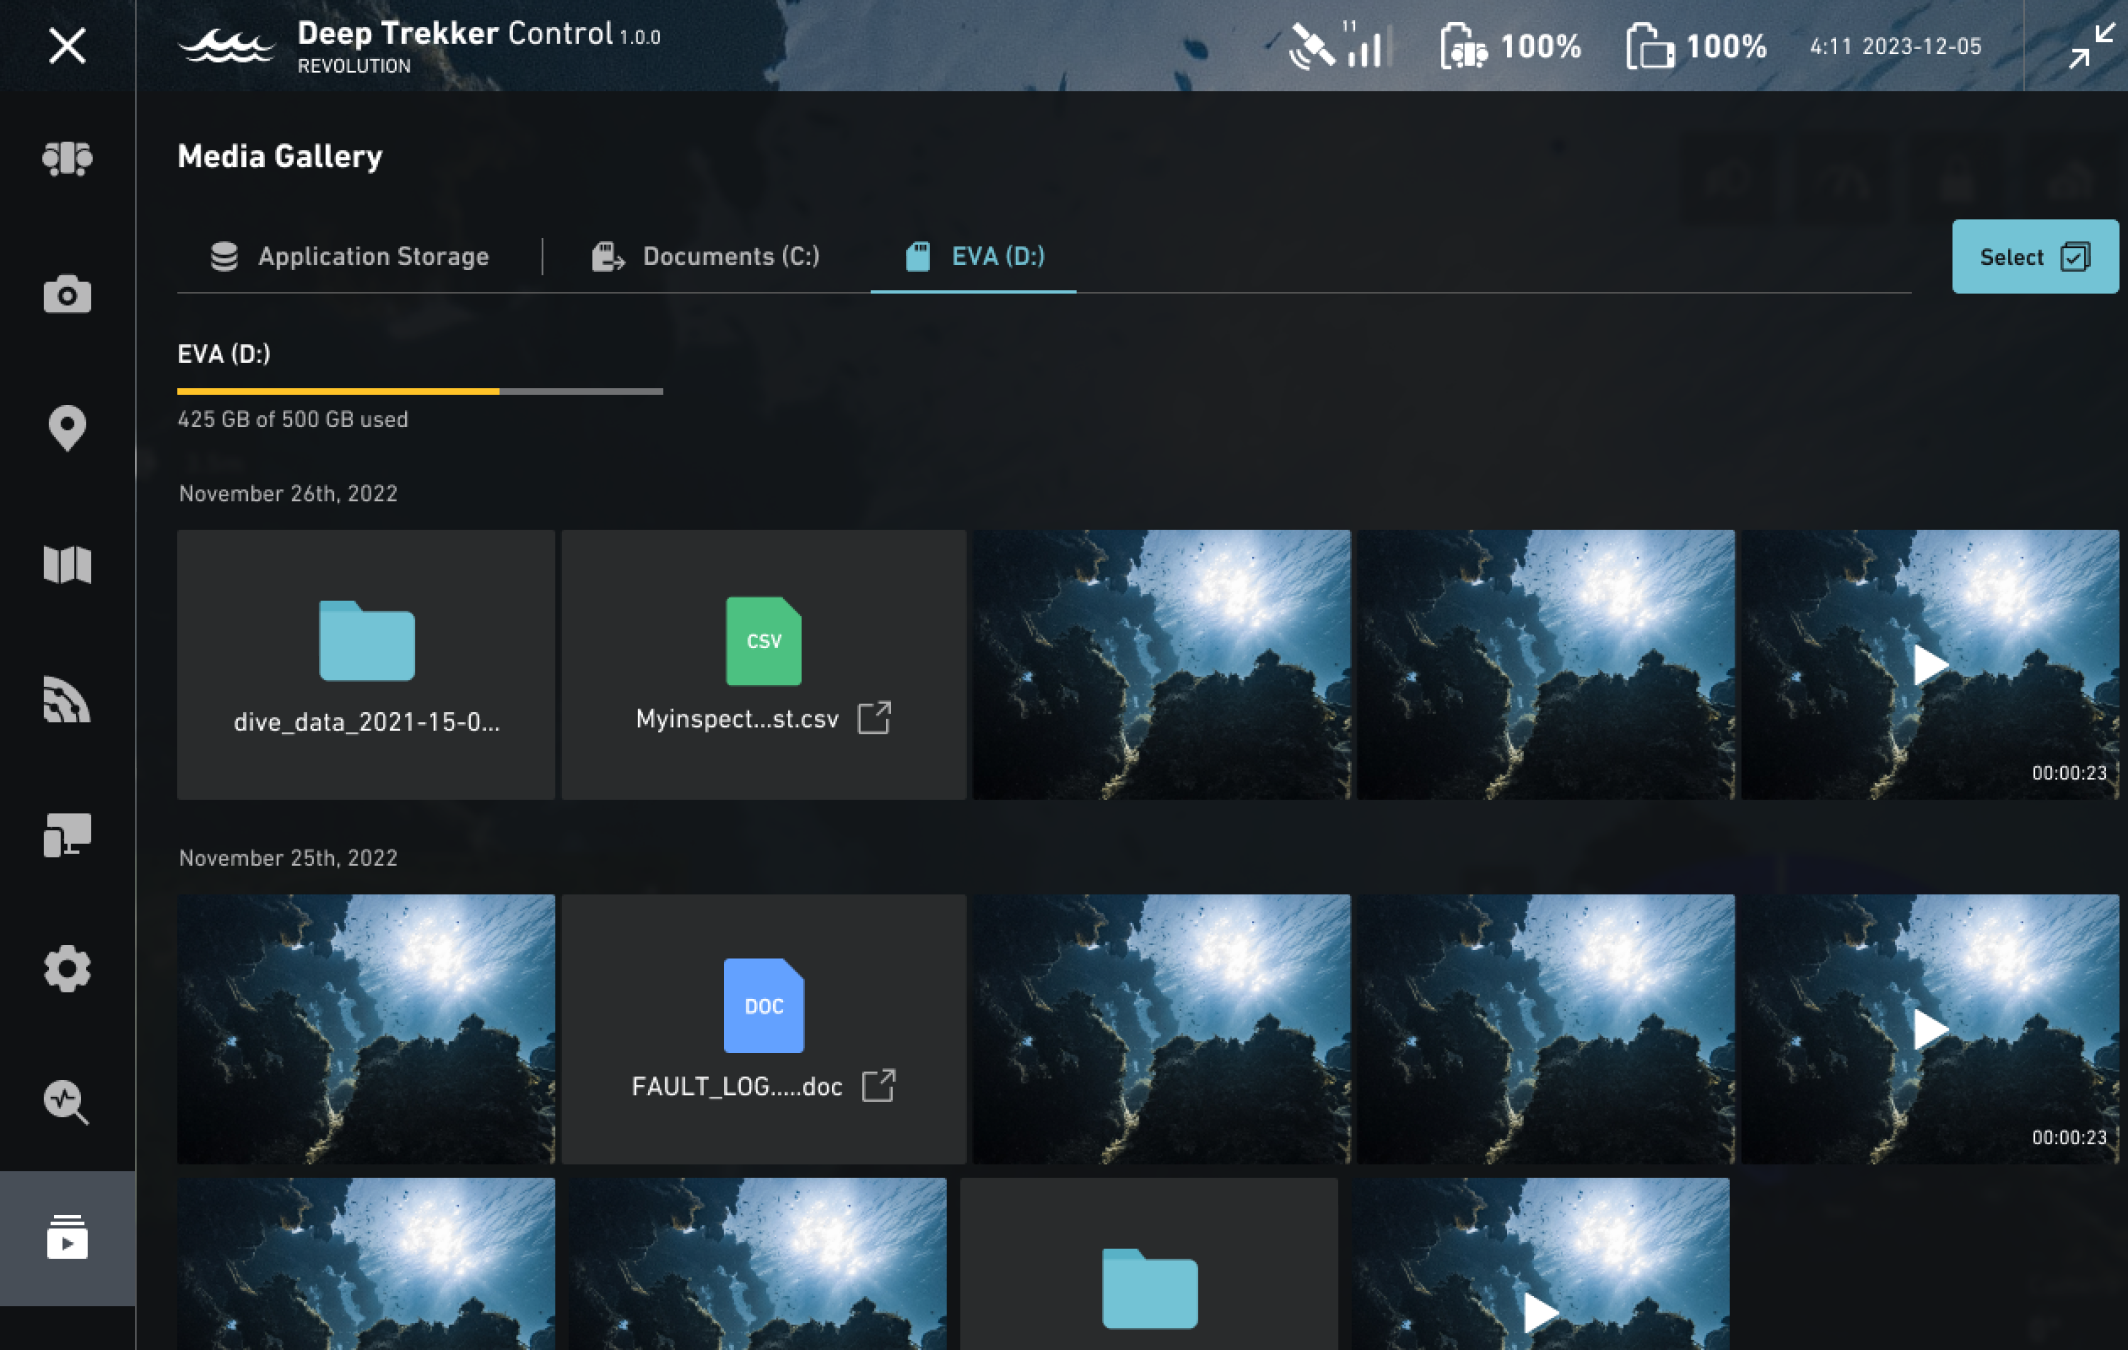 Deep Trekker Control 1.0.0
REVOLUTION
11
100%
100%
4:11 2023-12-05
Media Gallery
Application Storage
Documents (C:)
EVA (D:)
Select
EVA (D:)
425 GB of 500 GB used
November 26th, 2022
dive_data_2021-15-0...
CSV
Myinspect...st.csv
00:00:23
November 25th, 2022
DOC
FAULT_LOG.....doc
00:00:23